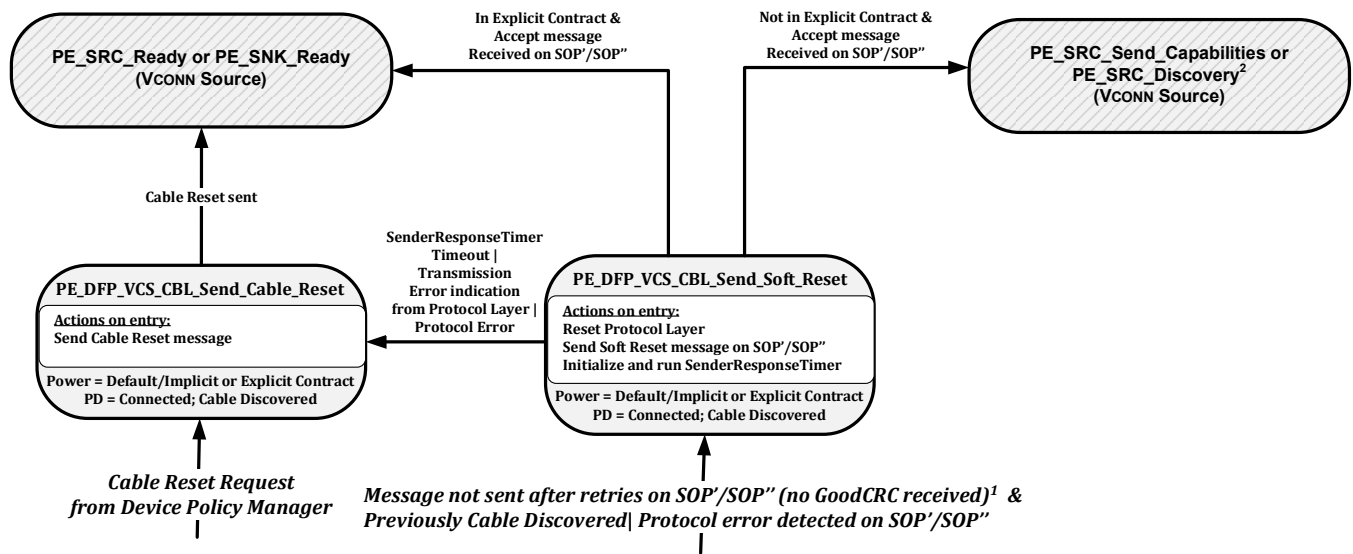 In Explicit Contract &
Accept message
Received on SOP’/SOP’’
Not in Explicit Contract &
Accept message
Received on SOP’/SOP’’
PE_SRC_Ready or PE_SNK_Ready
(VCONN Source)
PE_SRC_Send_Capabilities or
PE_SRC_Discovery²
(VCONN Source)
Cable Reset sent
SenderResponseTimer
Timeout |
Transmission
Error indication
from Protocol Layer |
Protocol Error
PE_DFP_VCS_CBL_Send_Cable_Reset
Actions on entry:
Send Cable Reset message
Power = Default/Implicit or Explicit Contract
PD = Connected; Cable Discovered
PE_DFP_VCS_CBL_Send_Soft_Reset
Actions on entry:
Reset Protocol Layer
Send Soft Reset message on SOP’/SOP’’
Initialize and run SenderResponseTimer
Power = Default/Implicit or Explicit Contract
PD = Connected; Cable Discovered
Cable Reset Request
from Device Policy Manager
Message not sent after retries on SOP’/SOP’’ (no GoodCRC received)¹ &
Previously Cable Discovered| Protocol error detected on SOP’/SOP’’